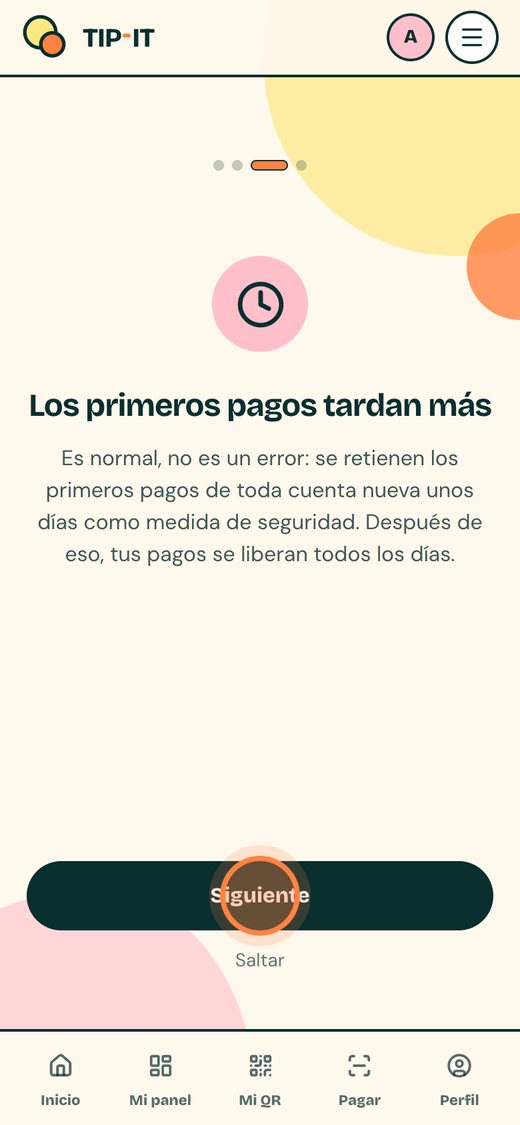 TIP-IT
A
Los primeros pagos tardan más
Es normal, no es un error: se retienen los
primeros pagos de toda cuenta nueva unos
días como medida de seguridad. Después de
eso, tus pagos se liberan todos los días.
Siguiente
Saltar
Inicio
Mi panel
Mi QR
Pagar
Perfil